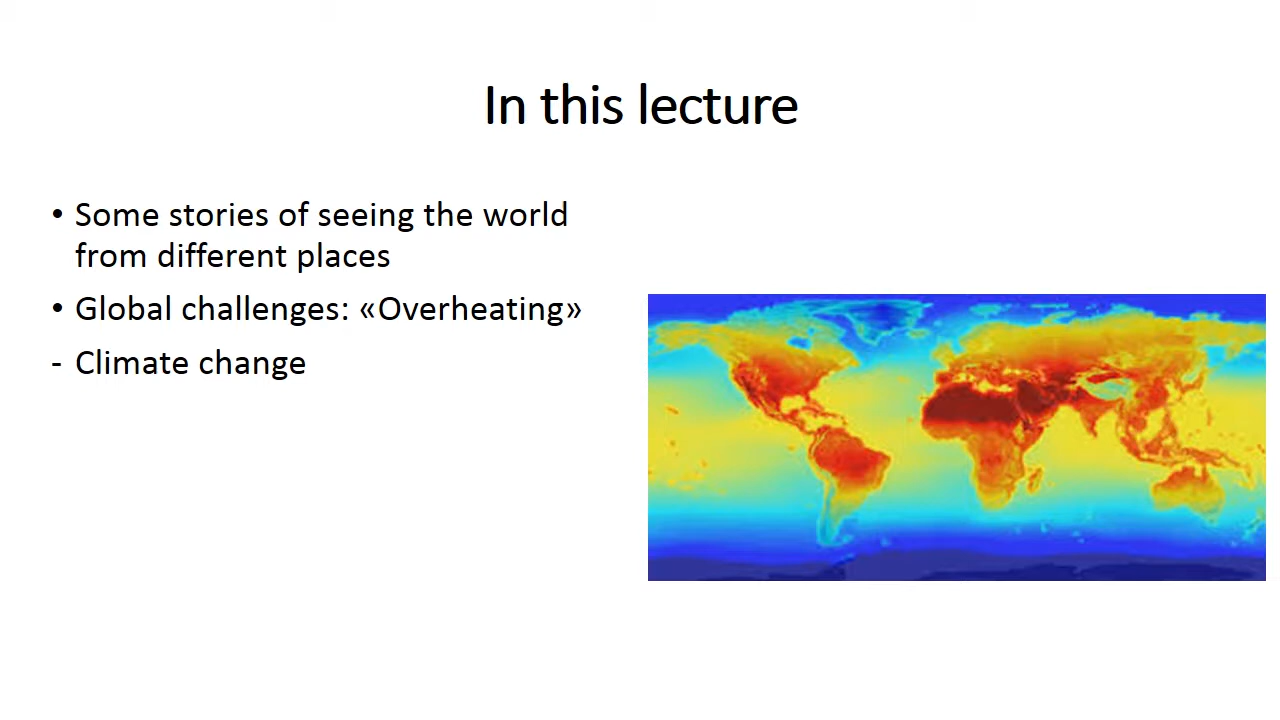 In this lecture
• Some stories of seeing the world
from different places
• Global challenges: «Overheating»
- Climate change